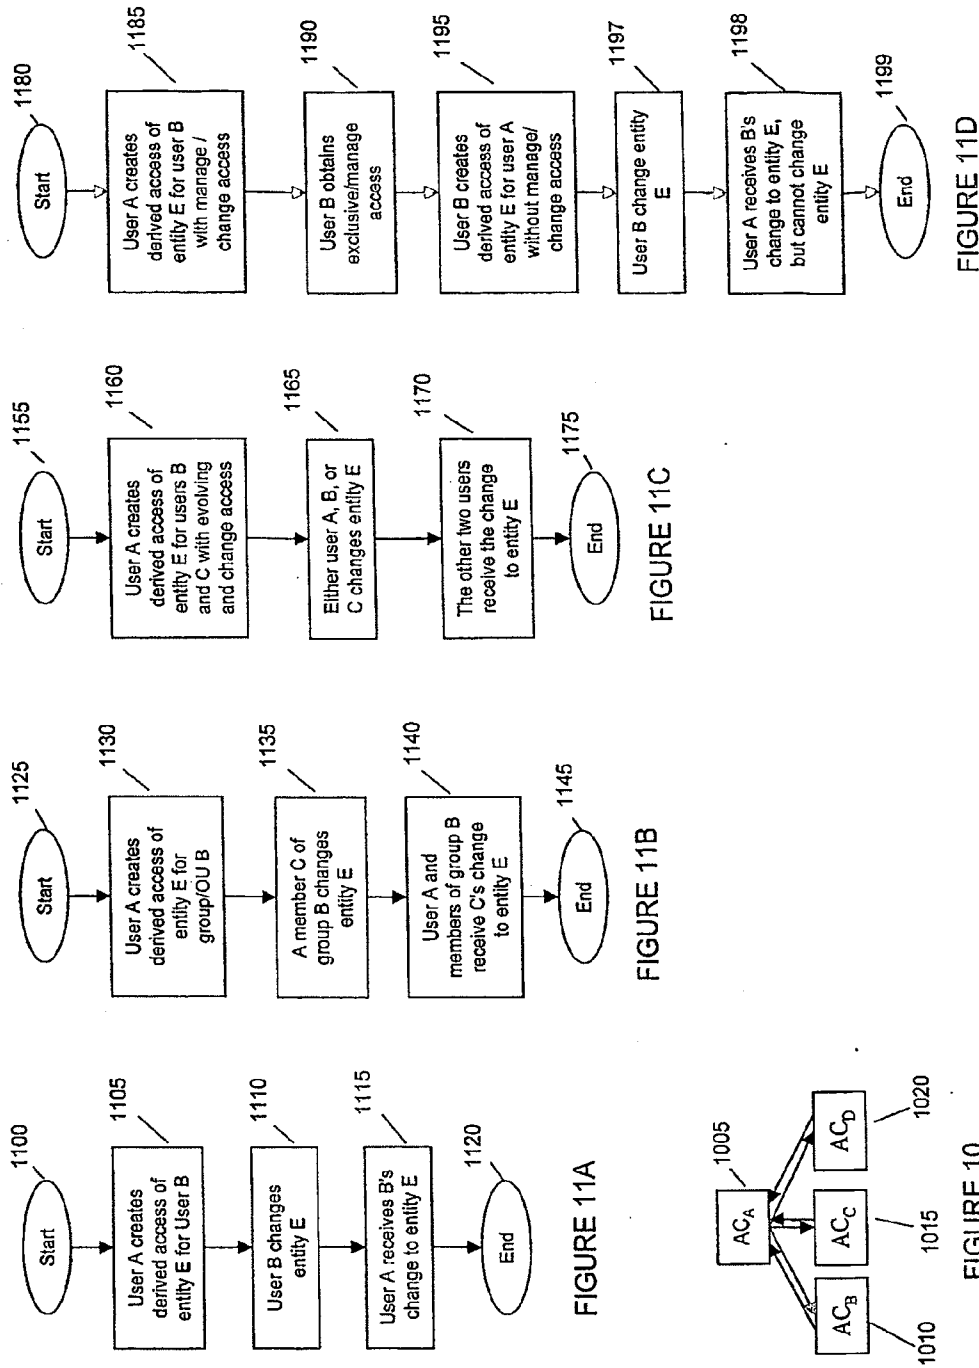 Start
1100
User A creates
derived access of
entity E for User B
1105
User B changes
entity E
1110
User A receives B's
change to entity E
1115
End
1120
FIGURE 11A
Start
1125
User A creates
derived access of
entity E for
group/OU B
1130
A member C of
group B changes
entity E
1135
User A and
members of group B
receive C's change
to entity E
1140
End
1145
FIGURE 11B
Start
1155
User A creates
derived access of
entity E for users B
and C with evolving
and change access
1160
Either user A, B, or
C changes entity E
1165
The other two users
receive the change
to entity E
1170
End
1175
FIGURE 11C
Start
1180
User A creates
derived access of
entity E for user B
with manage /
change access
1185
User B obtains
exclusive/manage
access
1190
User B creates
derived access of
entity E for user A
without manage/
change access
1195
User B change entity
E
1197
User A receives B's
change to entity E,
but cannot change
entity E
1198
End
1199
FIGURE 11D
1005
ACA
ACB
ACC
ACD
1010
1015
1020
FIGURE 10